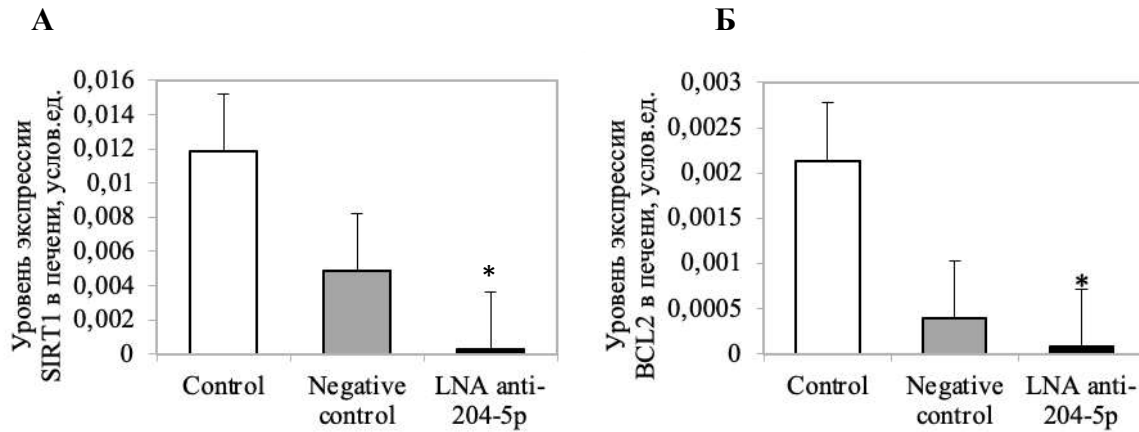 А
Уровень экспрессии
SIRT1 в печени, услов.ед.
0,016
0,014
0,012
0,01
0,008
0,006
0,004
0,002
0
*
Control
Negative
control
LNA anti-
204-5p
Б
Уровень экспрессии
BCL2 в печени, услов.ед.
0,003
0,0025
0,002
0,0015
0,001
0,0005
0
*
Control
Negative
control
LNA anti-
204-5p